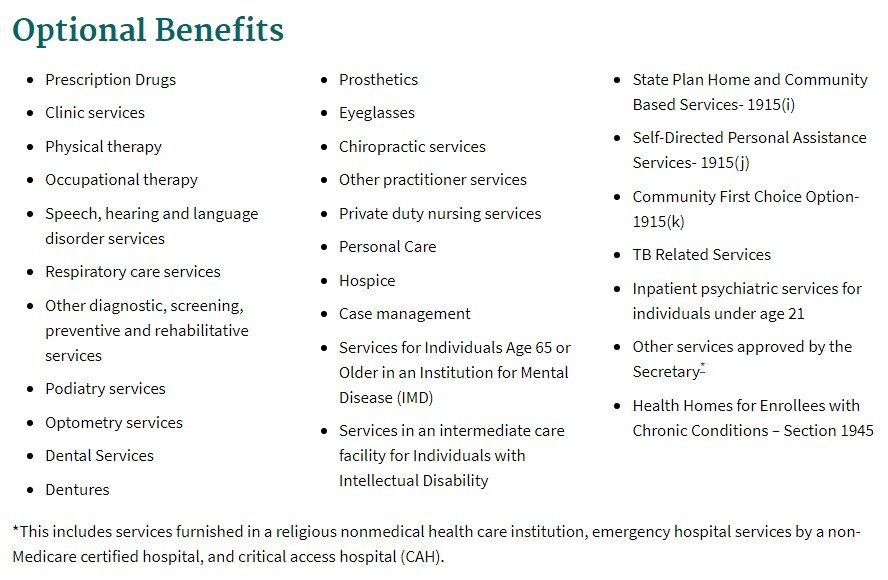 Optional Benefits
Prescription Drugs
Clinic services
Physical therapy
Occupational therapy
Speech, hearing and language
disorder services
Respiratory care services
Other diagnostic, screening,
preventive and rehabilitative
services
Podiatry services
Optometry services
Dental Services
Dentures
Prosthetics
Eyeglasses
Chiropractic services
Other practitioner services
Private duty nursing services
Personal Care
Hospice
Case management
Services for Individuals Age 65 or
Older in an Institution for Mental
Disease (IMD)
Services in an intermediate care
facility for Individuals with
Intellectual Disability
State Plan Home and Community
Based Services- 1915(i)
Self-Directed Personal Assistance
Services- 1915(j)
Community First Choice Option-
1915(k)
TB Related Services
Inpatient psychiatric services for
individuals under age 21
Other services approved by the
Secretary*
Health Homes for Enrollees with
Chronic Conditions – Section 1945
*This includes services furnished in a religious nonmedical health care institution, emergency hospital services by a non-
Medicare certified hospital, and critical access hospital (CAH).